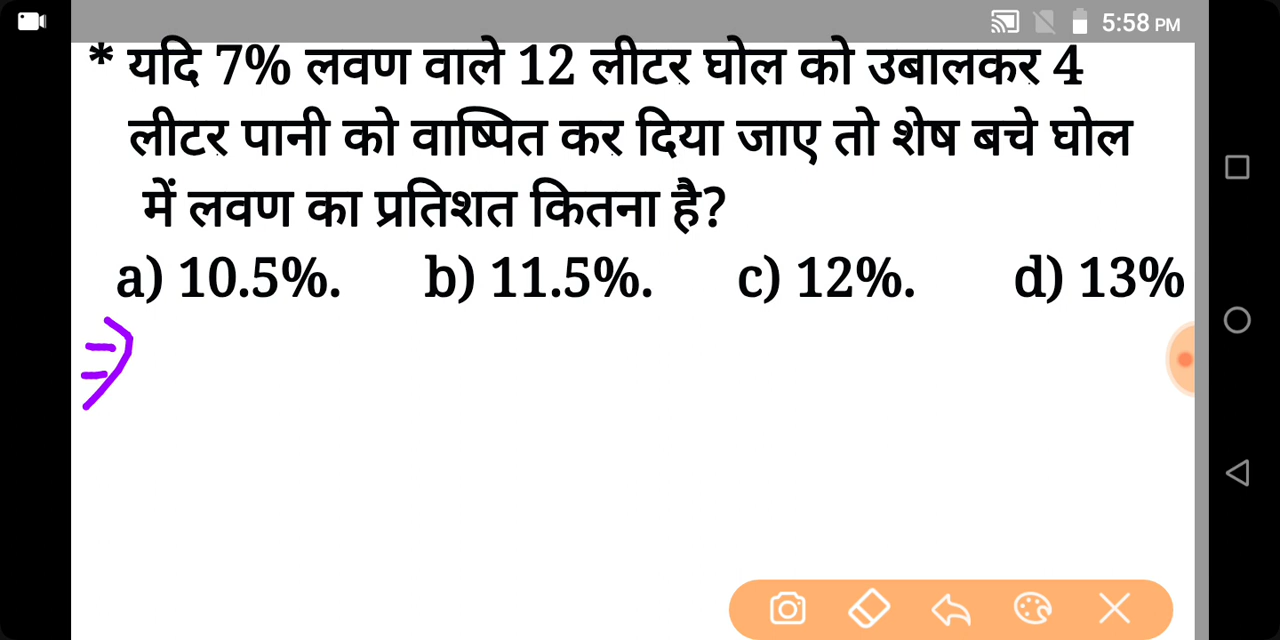 5:58 PM
* यदि 7% लवण वाले 12 लीटर घोल को उबालकर 4
लीटर पानी को वाष्पित कर दिया जाए तो शेष बचे घोल
में लवण का प्रतिशत कितना है?
a) 10.5%. b) 11.5%. c) 12%. d) 13%
⇒